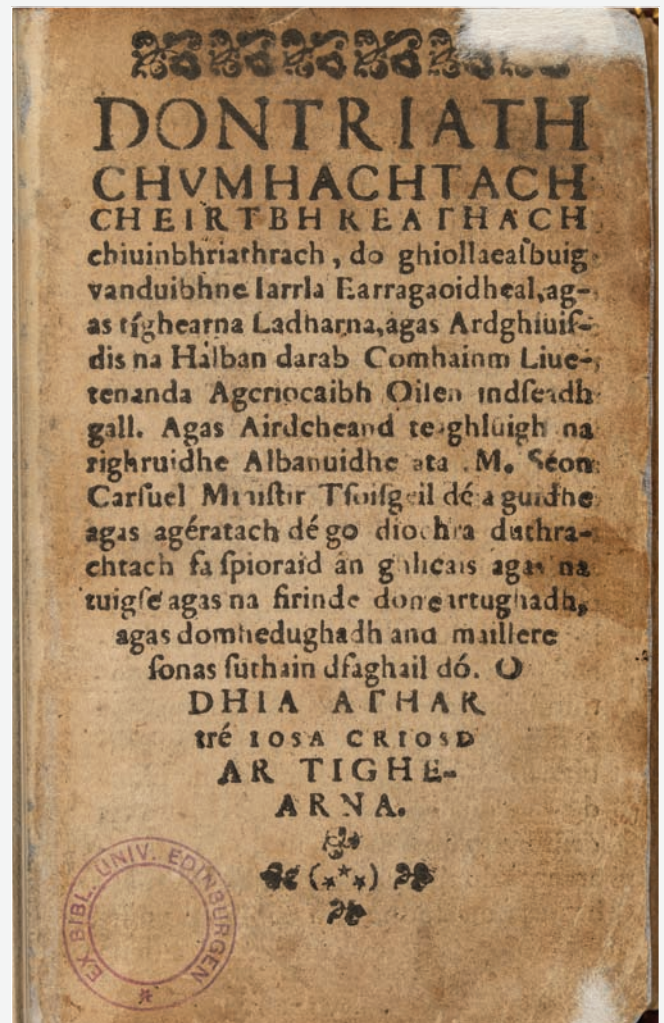 DONTRIATH
CHVMHACHTACH
CHEIRTBHREATHACH
chiuinbhriathrach, do ghiollaeaſbuig
vanduibhne Iarrla Earragaoidheal, ag-
as tíghearna Ladharna, agas Ardghiuiſ-
dis na Halban darab Comhainm Liue-
tenanda Agcriocaibh Oilen indſeadh
gall. Agas Airdcheand teaghluigh na
righruidhe Albanuidhe ata .M. Séon
Carſuel Miniſtir Tſoiſgeil dé a guidhe
agas agératach dé go diochra duthra-
chtach fa ſpioraid an ghlicais agas na
tuigſe agas na firinde doneartughadh,
agas domhedughadh and maillere
ſonas ſuthain dfaghail dó. O
DHIA ATHAR
tré IOSA CRIOSD
AR TIGHE-
ARNA.
EX BIBL. UNIV. EDINBURGEN